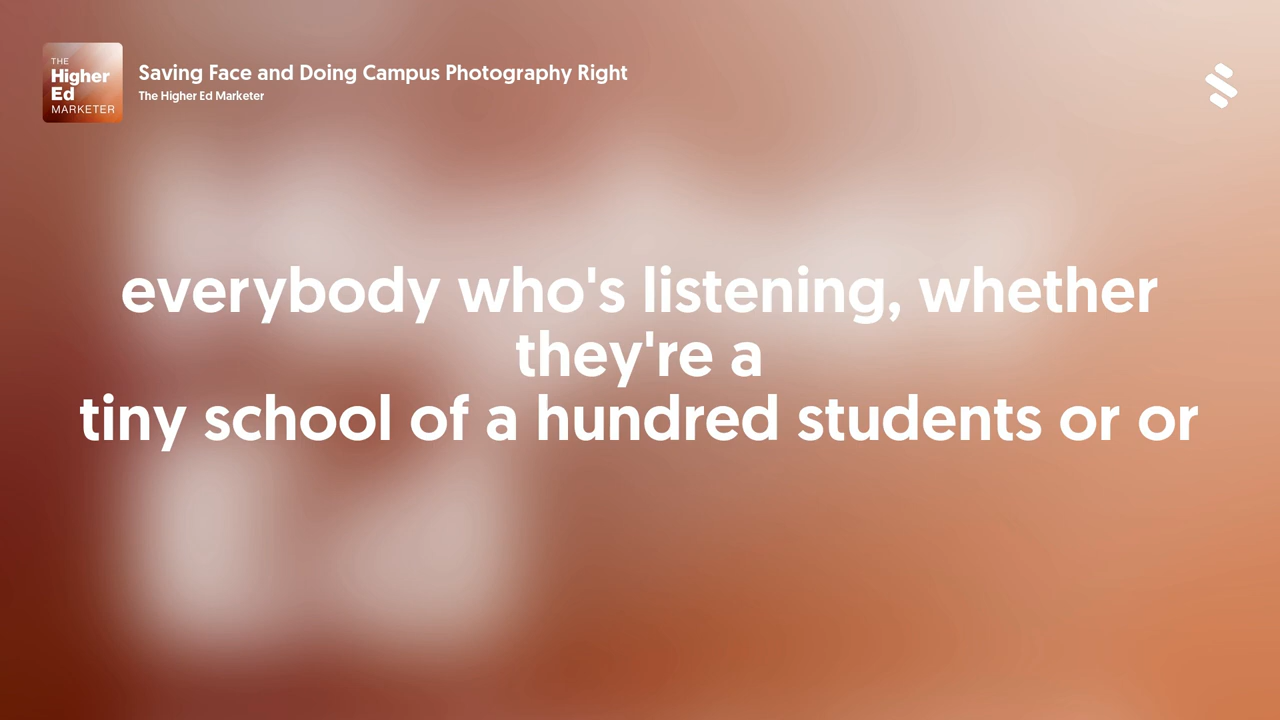 THE
Higher
Ed
MARKETER
Saving Face and Doing Campus Photography Right
The Higher Ed Marketer
everybody who's listening, whether
they're a
tiny school of a hundred students or or